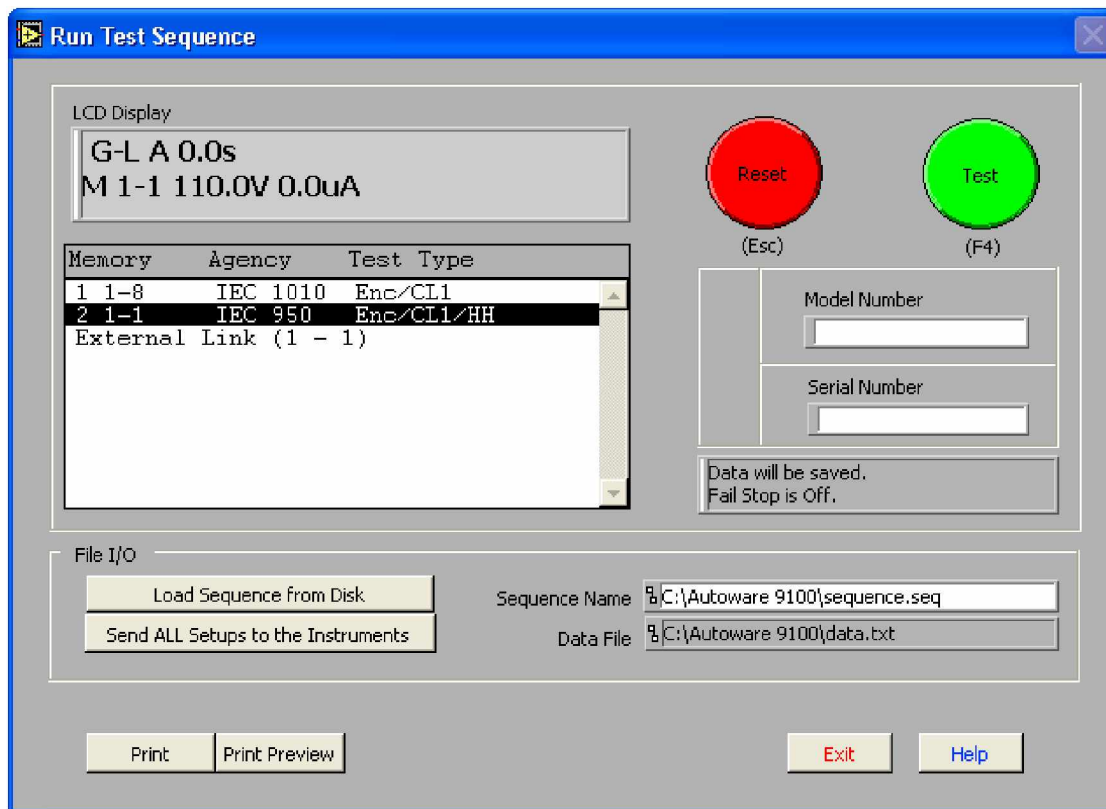 Run Test Sequence
LCD Display
G-L A 0.0s
M 1-1 110.0V 0.0uA
Reset
(Esc)
Test
(F4)
Memory Agency Test Type
1 1-8 IEC 1010 Enc/CL1
2 1-1 IEC 950 Enc/CL1/HH
External Link (1 - 1)
Model Number
Serial Number
Data will be saved.
Fail Stop is Off.
File I/O
Load Sequence from Disk
Send ALL Setups to the Instruments
Sequence Name C:\Autoware 9100\sequence.seq
Data File C:\Autoware 9100\data.txt
Print
Print Preview
Exit
Help